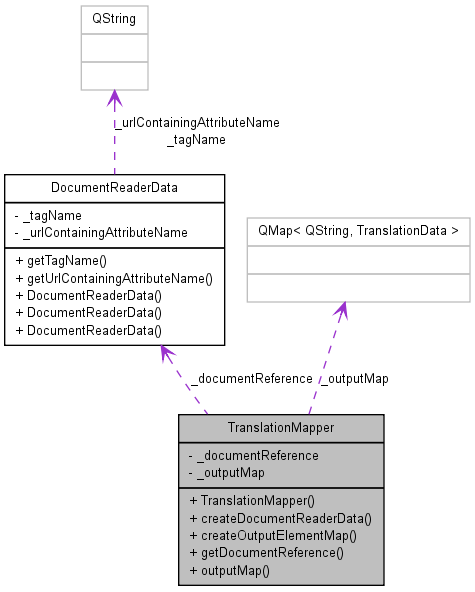 QString
_urlContainingAttributeName
_tagName
DocumentReaderData
- _tagName
- _urlContainingAttributeName
+ getTagName()
+ getUrlContainingAttributeName()
+ DocumentReaderData()
+ DocumentReaderData()
+ DocumentReaderData()
QMap< QString, TranslationData >
_documentReference
_outputMap
TranslationMapper
- _documentReference
- _outputMap
+ TranslationMapper()
+ createDocumentReaderData()
+ createOutputElementMap()
+ getDocumentReference()
+ outputMap()